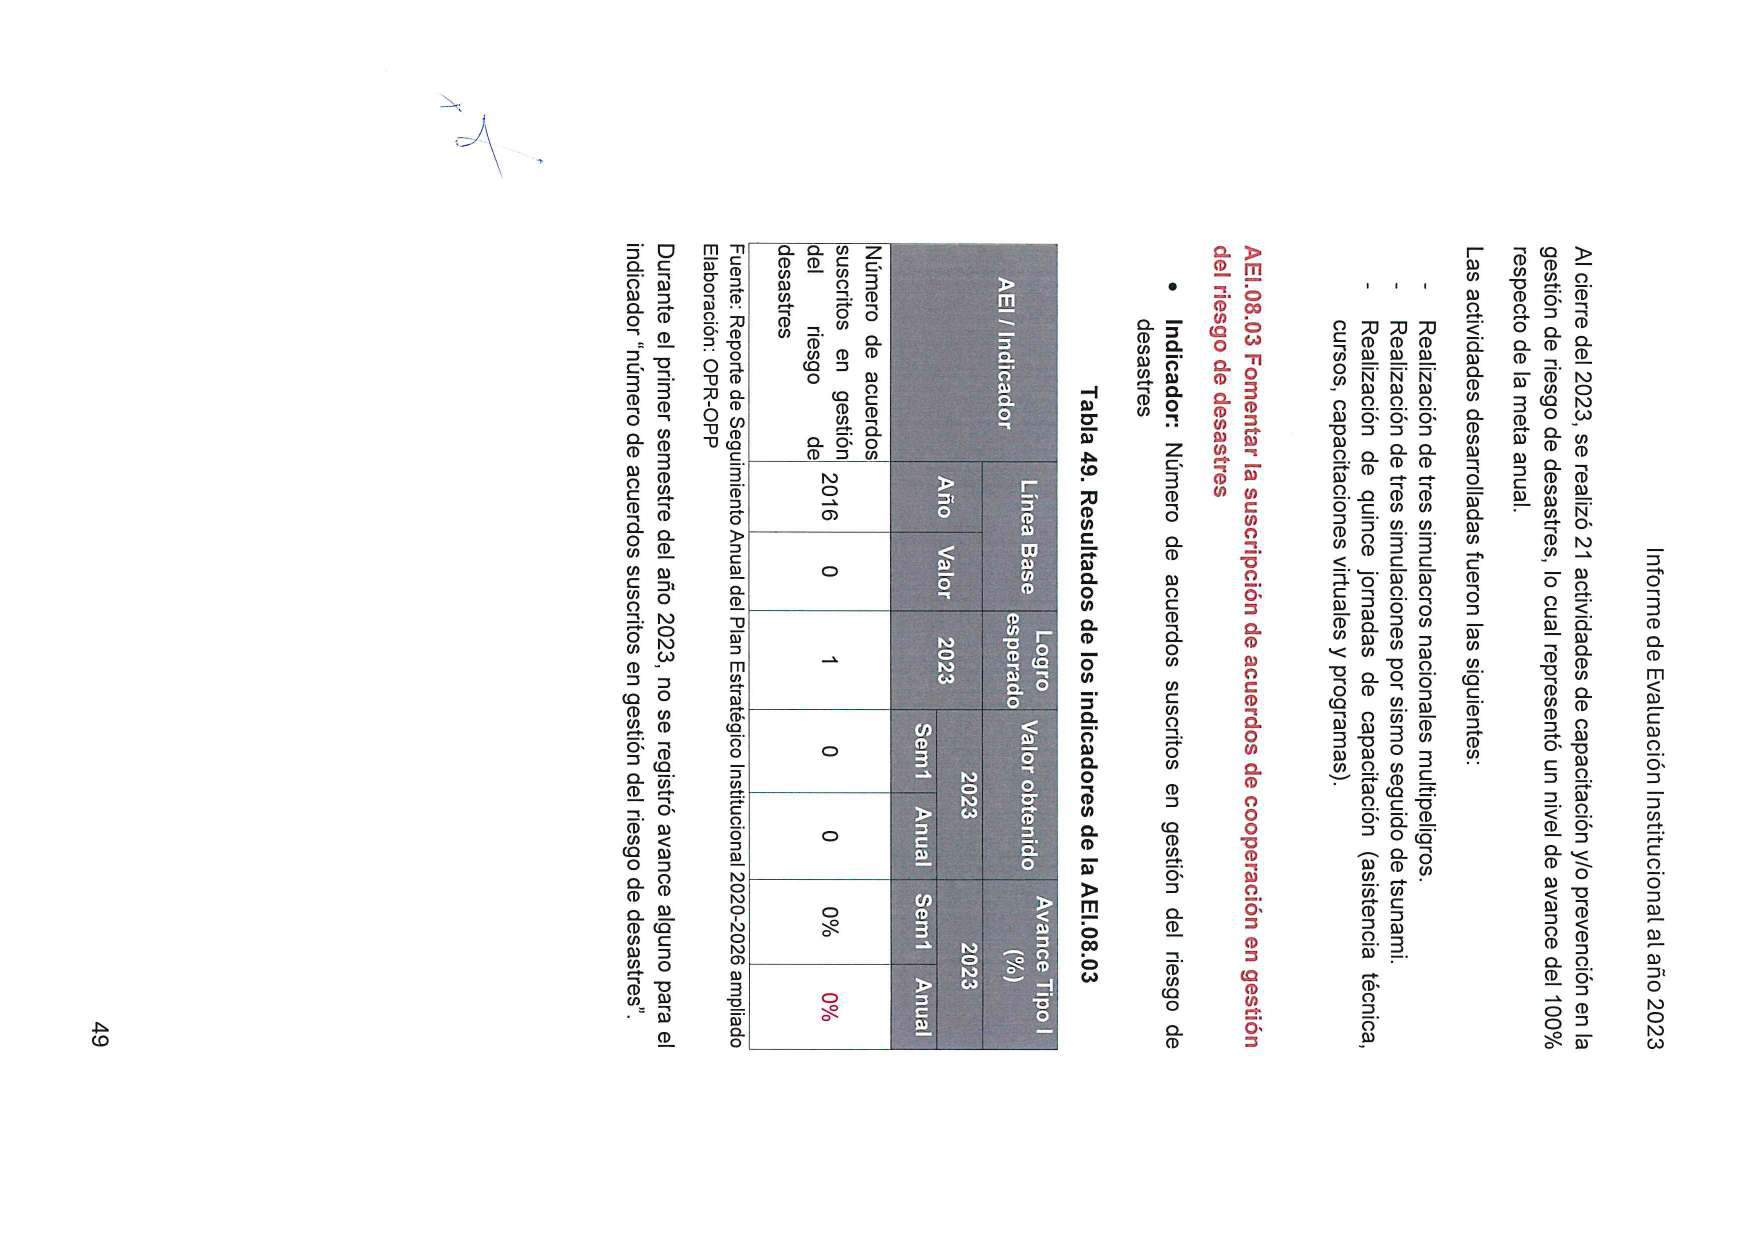 Informe de Evaluación Institucional al año 2023
Al cierre del 2023, se realizó 21 actividades de capacitación y/o prevención en la
gestión de riesgo de desastres, lo cual representó un nivel de avance del 100%
respecto de la meta anual.
Las actividades desarrolladas fueron las siguientes:
- Realización de tres simulacros nacionales multipeligros.
- Realización de tres simulaciones por sismo seguido de tsunami.
- Realización de quince jornadas de capacitación (asistencia técnica,
cursos, capacitaciones virtuales y programas).
AEI.08.03 Fomentar la suscripción de acuerdos de cooperación en gestión
del riesgo de desastres
• Indicador: Número de acuerdos suscritos en gestión del riesgo de
desastres
Tabla 49. Resultados de los indicadores de la AEI.08.03
AEI / Indicador
Línea Base
Año Valor
Logro
esperado
2023
Valor obtenido
2023
Sem1 Anual
Avance Tipo I
(%)
2023
Sem1 Anual
Número de acuerdos
suscritos en gestión
del riesgo de
desastres
2016 0 1 0 0 0% 0%
Fuente: Reporte de Seguimiento Anual del Plan Estratégico Institucional 2020-2026 ampliado
Elaboración: OPR-OPP
Durante el primer semestre del año 2023, no se registró avance alguno para el
indicador “número de acuerdos suscritos en gestión del riesgo de desastres”.
49